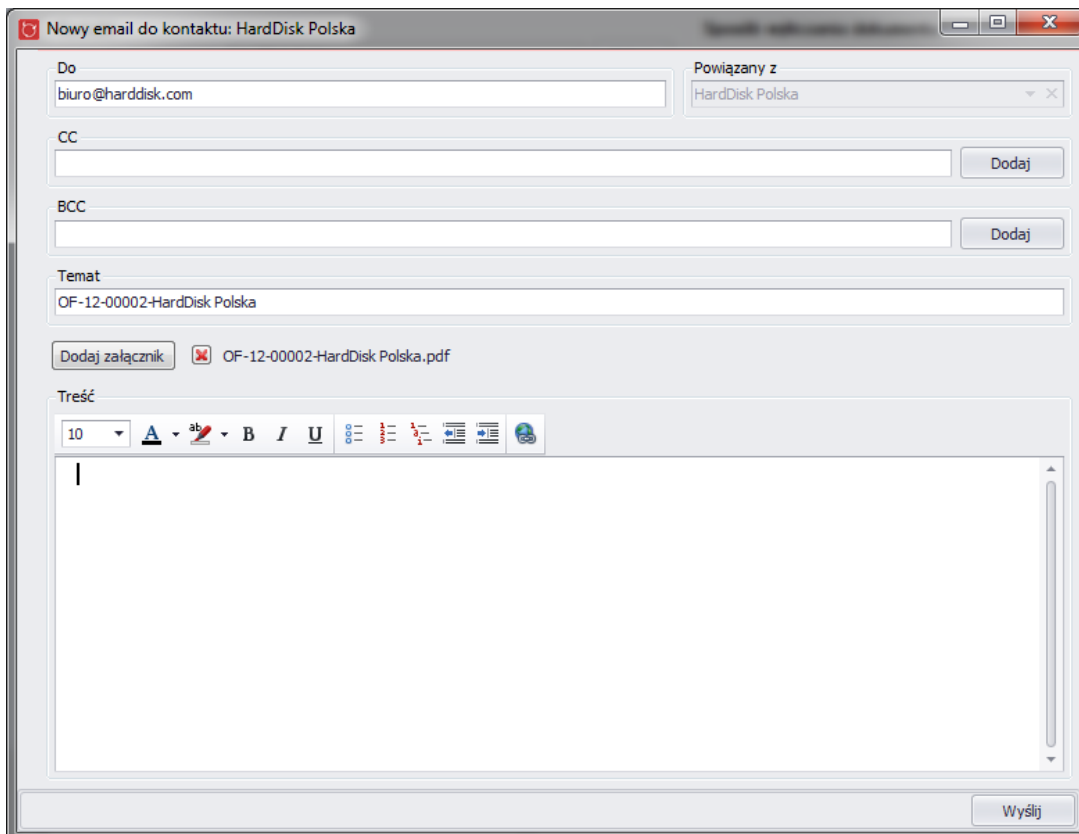 Nowy email do kontaktu: HardDisk Polska
Do
Powiązany z
biuro@harddisk.com
HardDisk Polska
CC
Dodaj
BCC
Dodaj
Temat
OF-12-00002-HardDisk Polska
Dodaj załącznik
OF-12-00002-HardDisk Polska.pdf
Treść
10
A
ab
B
I
U
Wyślij